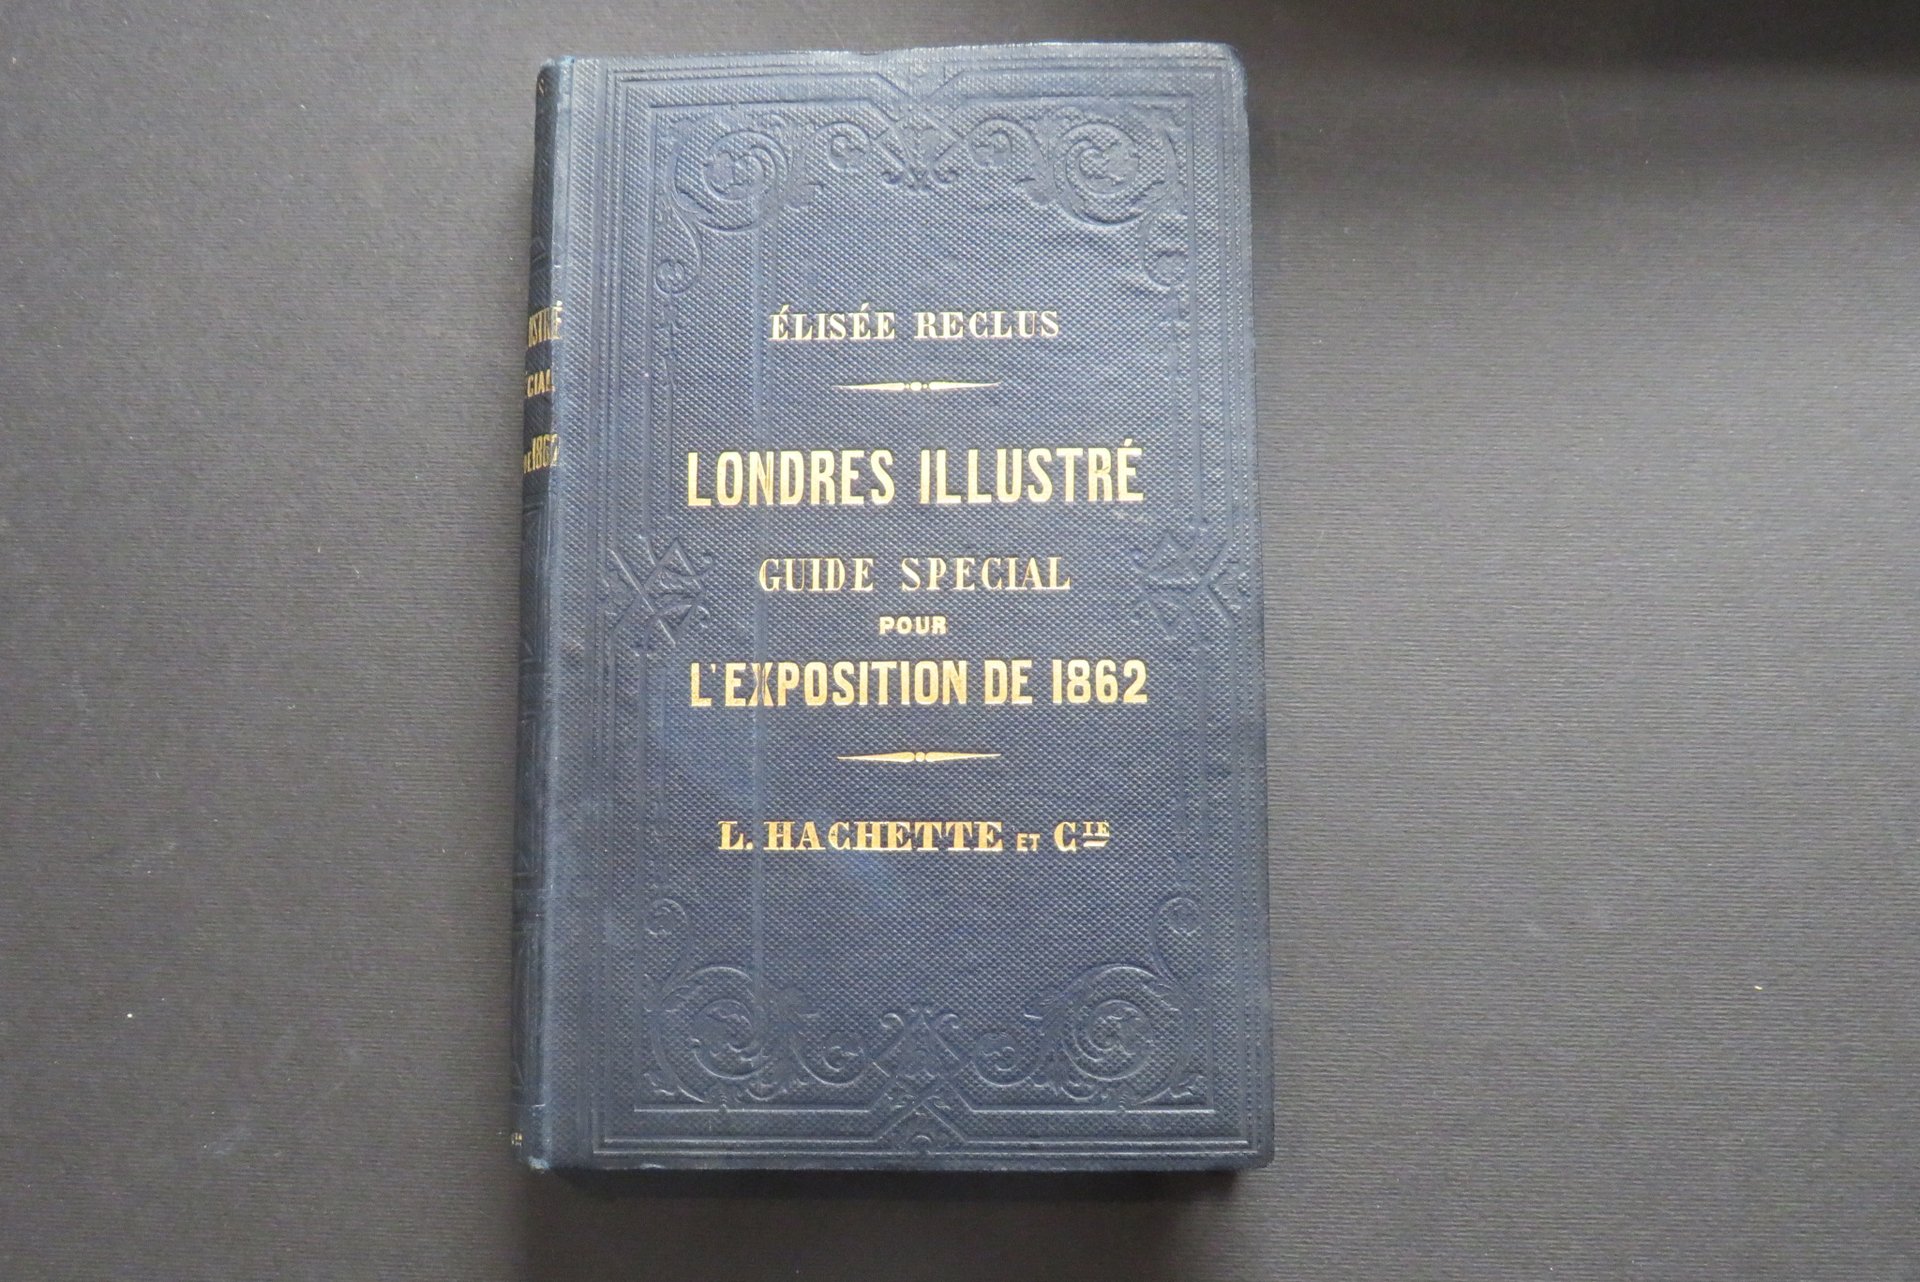 ÉLISÉE RECLUS
LONDRES ILLUSTRÉ
GUIDE SPECIAL
POUR
L'EXPOSITION DE 1862
L. HACHETTE ET CIE